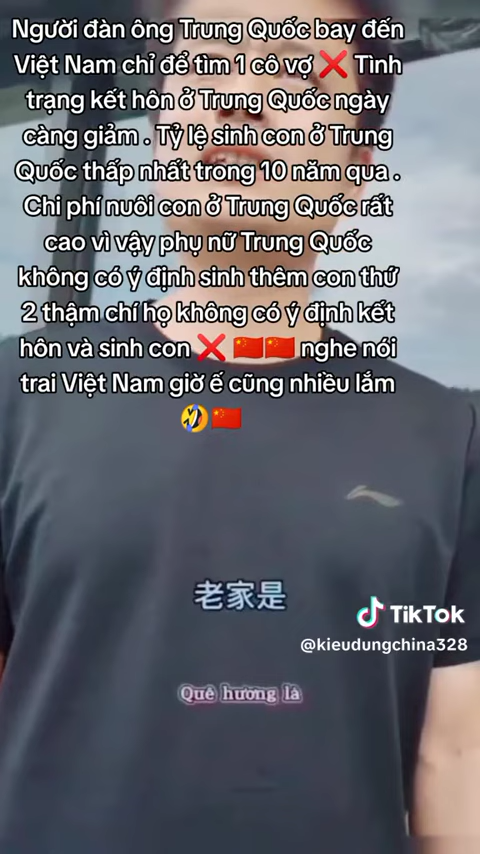 Người đàn ông Trung Quốc bay đến
Việt Nam chỉ để tìm 1 cô vợ ❌ Tình
trạng kết hôn ở Trung Quốc ngày
càng giảm . Tỷ lệ sinh con ở Trung
Quốc thấp nhất trong 10 năm qua .
Chi phí nuôi con ở Trung Quốc rất
cao vì vậy phụ nữ Trung Quốc
không có ý định sinh thêm con thứ
2 thậm chí họ không có ý định kết
hôn và sinh con ❌ 🇨🇳🇨🇳 nghe nói
trai Việt Nam giờ ế cũng nhiều lắm
🤣🇨🇳
老家是
TikTok
@kieudungchina328
Quê hương là